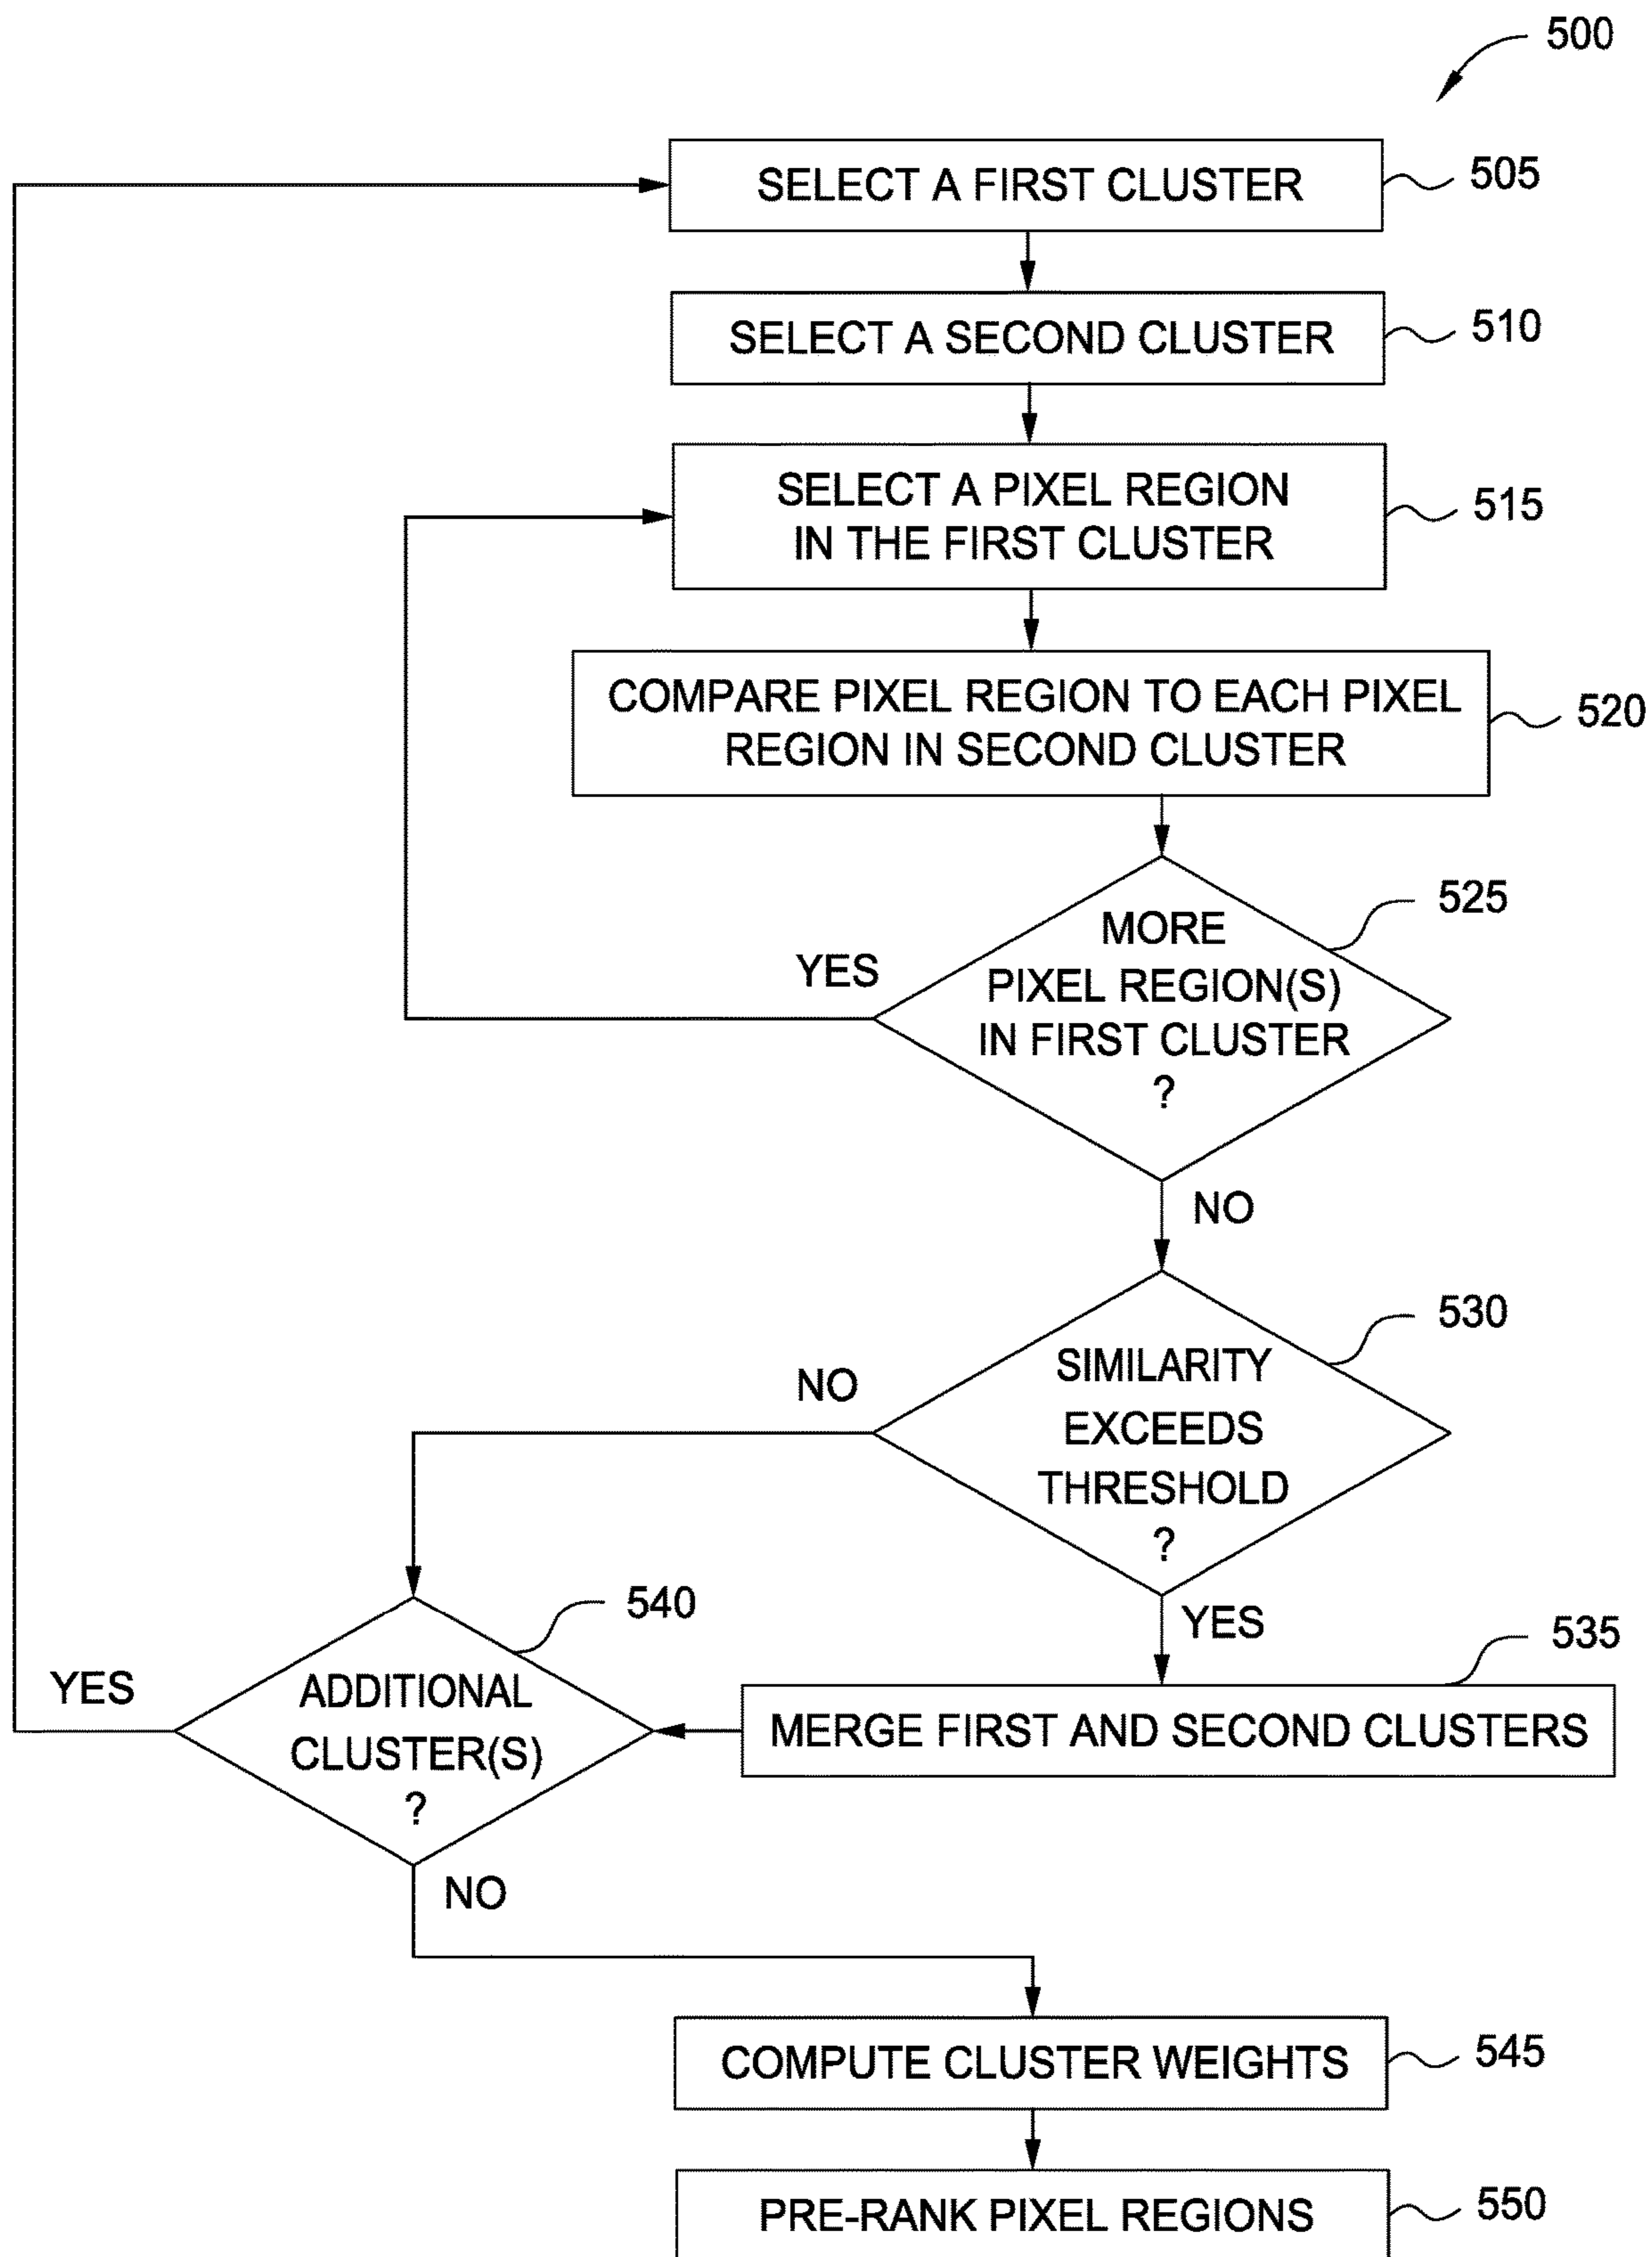 500
SELECT A FIRST CLUSTER
505
SELECT A SECOND CLUSTER
510
SELECT A PIXEL REGION
IN THE FIRST CLUSTER
515
COMPARE PIXEL REGION TO EACH PIXEL
REGION IN SECOND CLUSTER
520
MORE
PIXEL REGION(S)
IN FIRST CLUSTER
?
525
YES
NO
SIMILARITY
EXCEEDS
THRESHOLD
?
530
NO
YES
MERGE FIRST AND SECOND CLUSTERS
535
ADDITIONAL
CLUSTER(S)
?
540
YES
NO
COMPUTE CLUSTER WEIGHTS
545
PRE-RANK PIXEL REGIONS
550